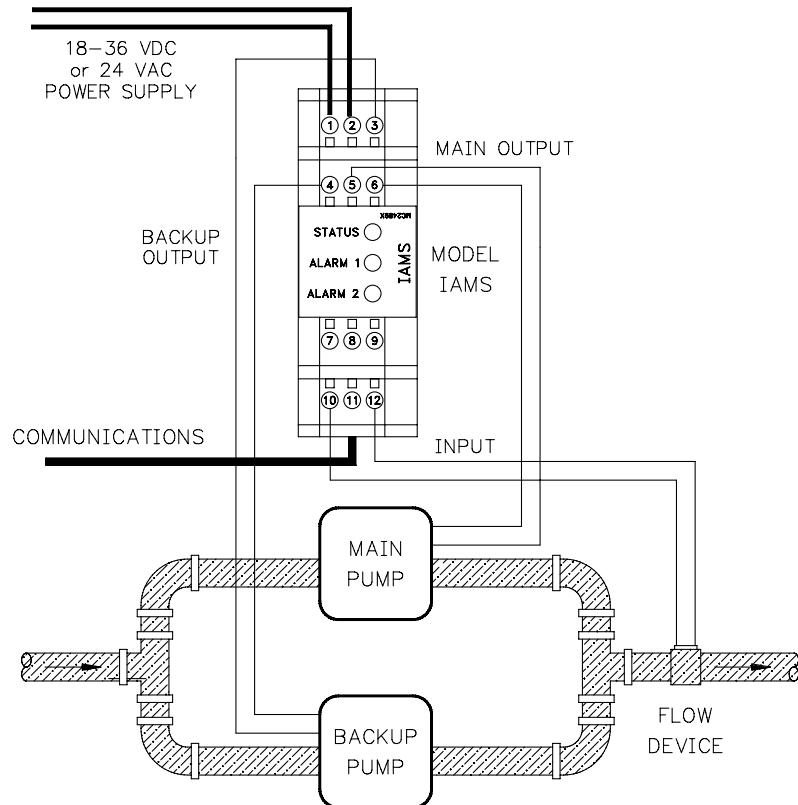 18-36 VDC
or 24 VAC
POWER SUPPLY
1 2 3
MAIN OUTPUT
4 5 6
BACKUP
OUTPUT
STATUS
ALARM 1
ALARM 2
IAMS
MODEL
IAMS
7 8 9
10 11 12
COMMUNICATIONS
INPUT
MAIN
PUMP
BACKUP
PUMP
FLOW
DEVICE